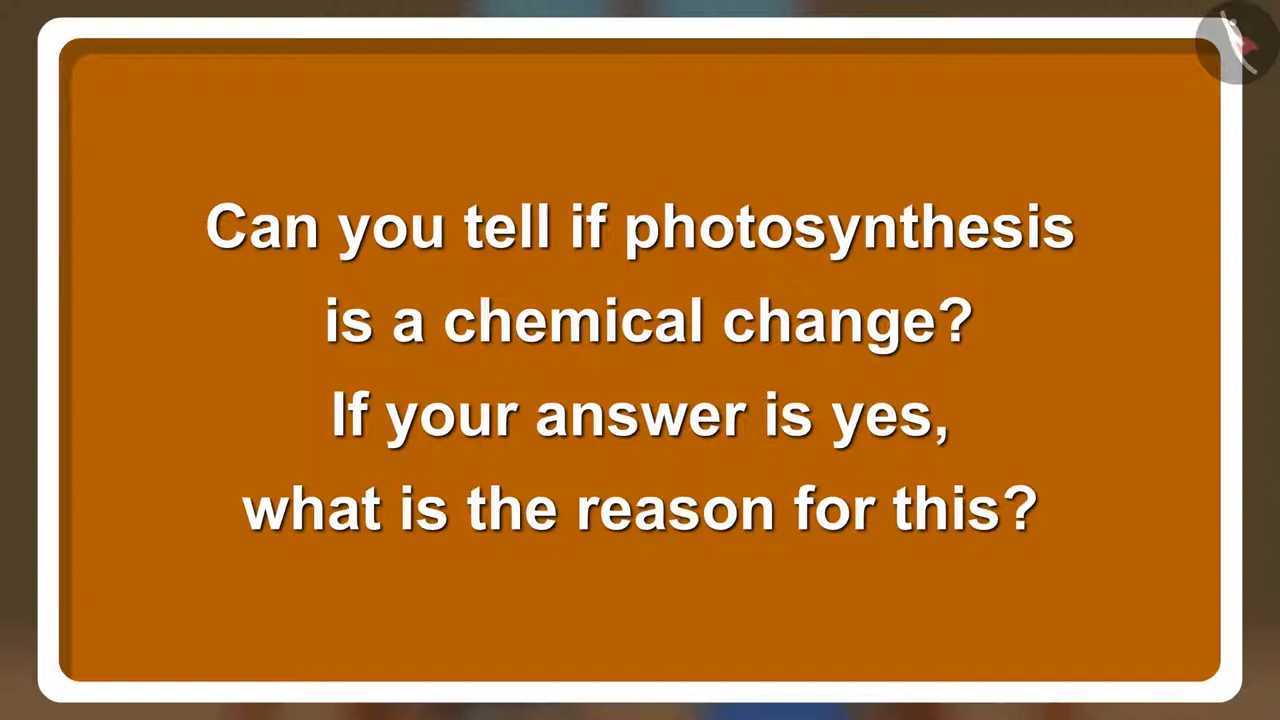 Can you tell if photosynthesis
is a chemical change?
If your answer is yes,
what is the reason for this?